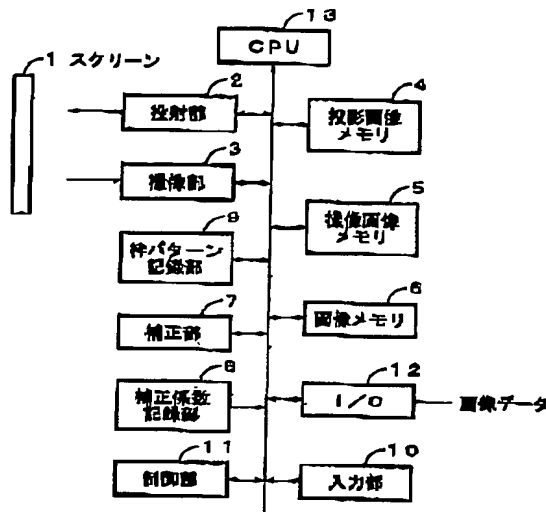 13
CPU
1 スクリーン
2
投射部
4
投影画像
メモリ
3
撮像部
5
撮像画像
メモリ
9
枠パターン
記録部
6
画像メモリ
7
補正部
12
I/O
画像データ
8
補正係数
記録部
11
制御部
10
入力部